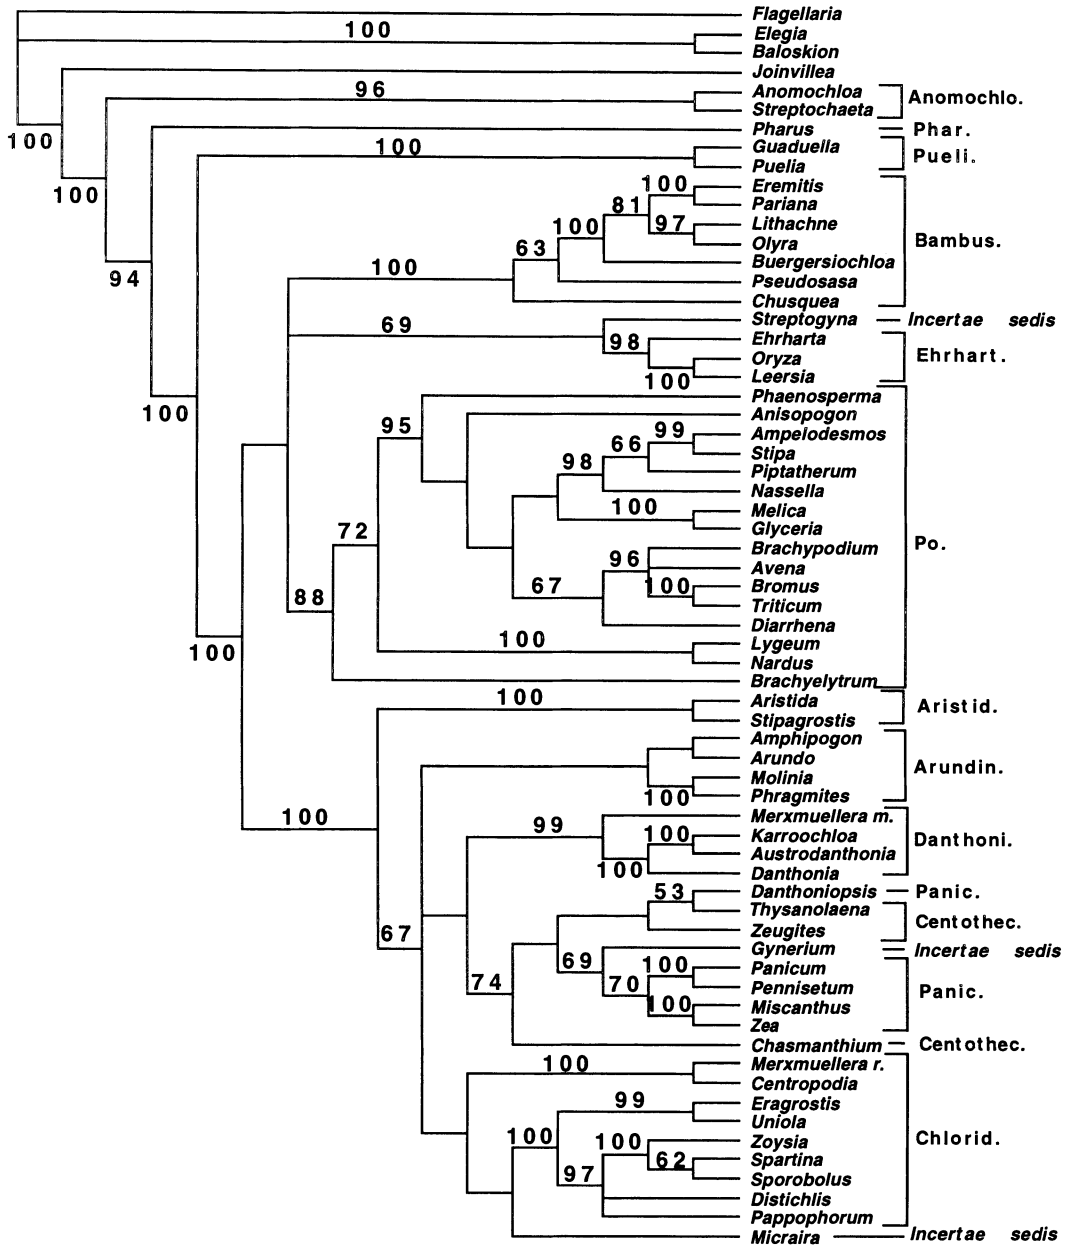 Flagellaria
100 Elegia
Baloskion
Joinvillea
96 Anomochloa Anomochlo.
Streptochaeta
100 Pharus Phar.
100 Guaduella Pueli.
Puelia
100 100 Eremitis
81 Pariana
100 97 Lithachne Bambus.
63 Olyra
94 100 Buergersiochloa
Pseudosasa
Chusquea
69 Streptogyna Incertae sedis
98 Ehrharta Ehrhart.
Oryza
100 Leersia
100 95 Phaenosperma
Anisopogon
99 Ampelodesmos
66 Stipa
98 Piptatherum
Nassella
100 Melica
72 Glyceria Po.
96 Brachypodium
Avena
88 67 100 Bromus
Triticum
Diarrhena
100 100 Lygeum
Nardus
Brachyelytrum
100 Aristida Aristid.
Stipagrostis
Amphipogon
Arundo Arundin.
Molinia
100 Phragmites
100 99 Merxmuellera m.
100 Karroochloa Danthoni.
Austrodanthonia
100 Danthonia
53 Danthoniopsis Panic.
Thysanolaena Centothec.
67 Zeugites
69 Gynerium Incertae sedis
100 Panicum
74 70 Pennisetum Panic.
100 Miscanthus
Zea
Chasmanthium Centothec.
100 Merxmuellera r.
Centropodia
99 Eragrostis
Uniola
100 100 Zoysia Chlorid.
62 Spartina
97 Sporobolus
Distichlis
Pappophorum
Micraira Incertae sedis